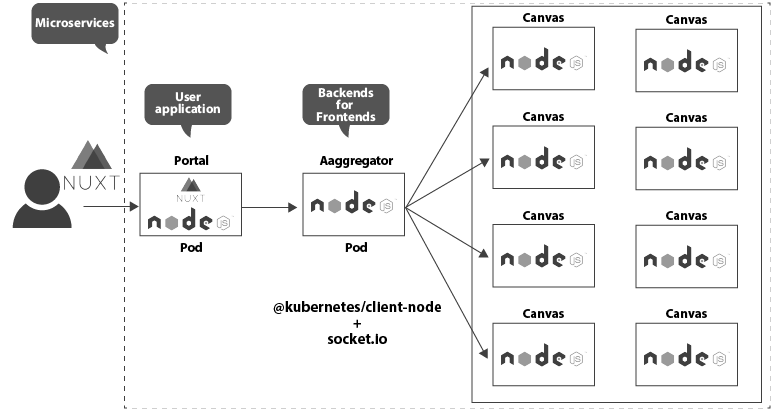 Microservices
User
application
Backends
for
Frontends
NUXT
Portal
NUXT
node JS
Pod
Aaggregator
node JS
Pod
@kubernetes/client-node
+
socket.io
Canvas
node JS
Canvas
node JS
Canvas
node JS
Canvas
node JS
Canvas
node JS
Canvas
node JS
Canvas
node JS
Canvas
node JS